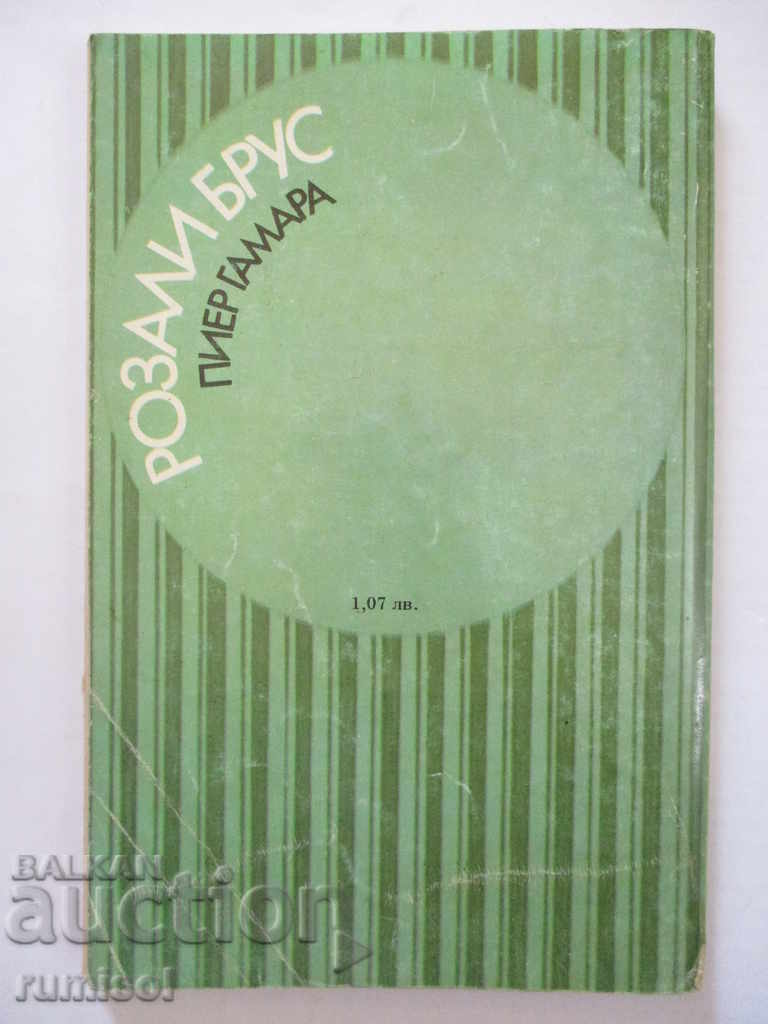 РОЗАЛИ БРУС
ПИЕР ГАМАРА
1,07 лв.
BALKAN
auction
rumisol